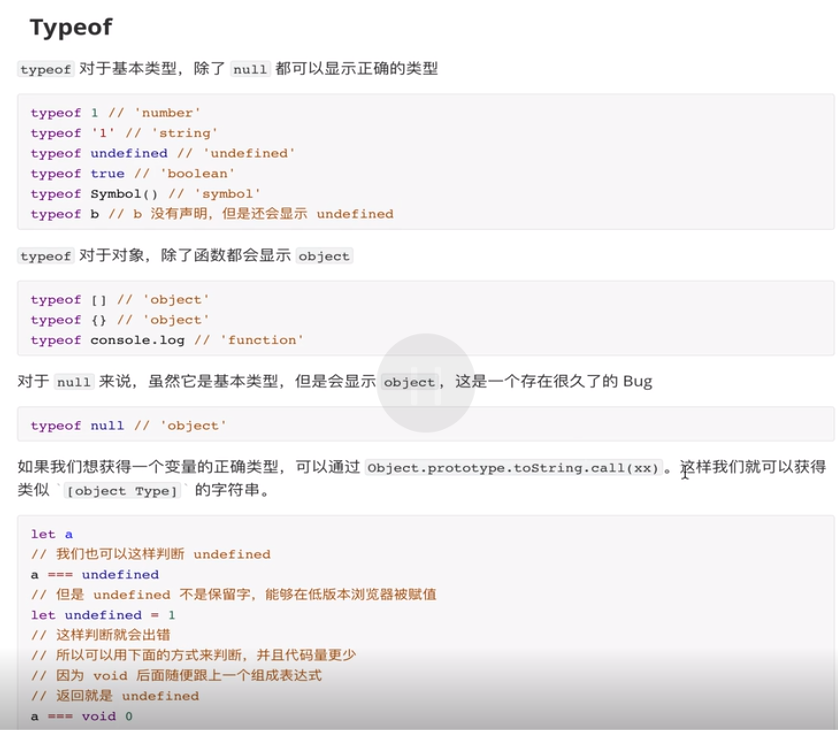 Typeof
typeof 对于基本类型，除了 null 都可以显示正确的类型
typeof 1 // 'number'
typeof '1' // 'string'
typeof undefined // 'undefined'
typeof true // 'boolean'
typeof Symbol() // 'symbol'
typeof b // b 没有声明，但是还会显示 undefined
typeof 对于对象，除了函数都会显示 object
typeof [] // 'object'
typeof {} // 'object'
typeof console.log // 'function'
对于 null 来说，虽然它是基本类型，但是会显示 object，这是一个存在很久了的 Bug
typeof null // 'object'
如果我们想获得一个变量的正确类型，可以通过 Object.prototype.toString.call(xx)。这样我们就可以获得
类似 `[object Type]` 的字符串。
let a
// 我们也可以这样判断 undefined
a === undefined
// 但是 undefined 不是保留字，能够在低版本浏览器被赋值
let undefined = 1
// 这样判断就会出错
// 所以可以用下面的方式来判断，并且代码量更少
// 因为 void 后面随便跟上一个组成表达式
// 返回就是 undefined
a === void 0